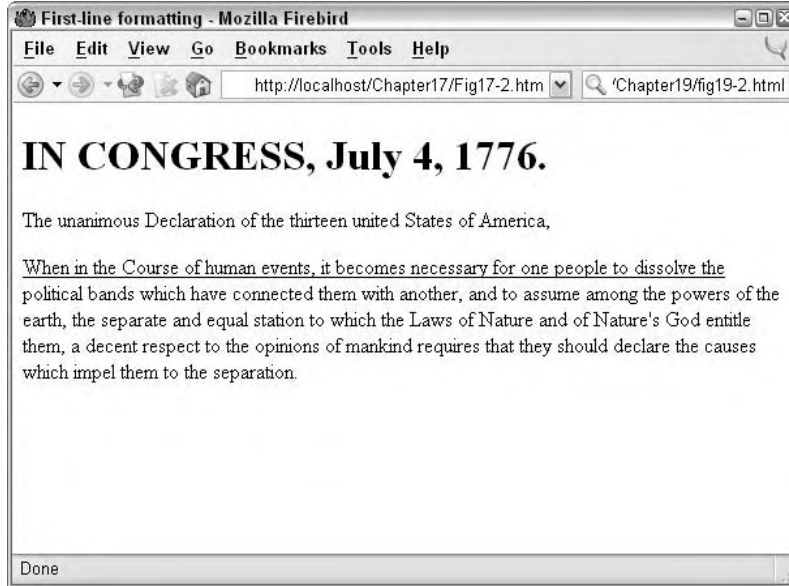 First-line formatting - Mozilla Firebird
File Edit View Go Bookmarks Tools Help
http://localhost/Chapter17/Fig17-2.htm 'Chapter19/fig19-2.html
IN CONGRESS, July 4, 1776.
The unanimous Declaration of the thirteen united States of America,
When in the Course of human events, it becomes necessary for one people to dissolve the
political bands which have connected them with another, and to assume among the powers of the
earth, the separate and equal station to which the Laws of Nature and of Nature's God entitle
them, a decent respect to the opinions of mankind requires that they should declare the causes
which impel them to the separation.
Done